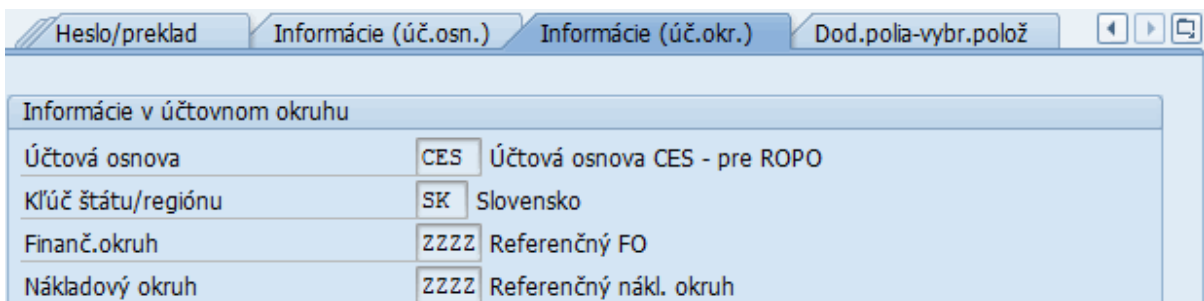 Heslo/preklad Informácie (úč.osn.) Informácie (úč.okr.) Dod.polia-vybr.polož
Informácie v účtovnom okruhu
Účtová osnova CES Účtová osnova CES - pre ROPO
Kľúč štátu/regiónu SK Slovensko
Finanč.okruh ZZZZ Referenčný FO
Nákladový okruh ZZZZ Referenčný nákl. okruh